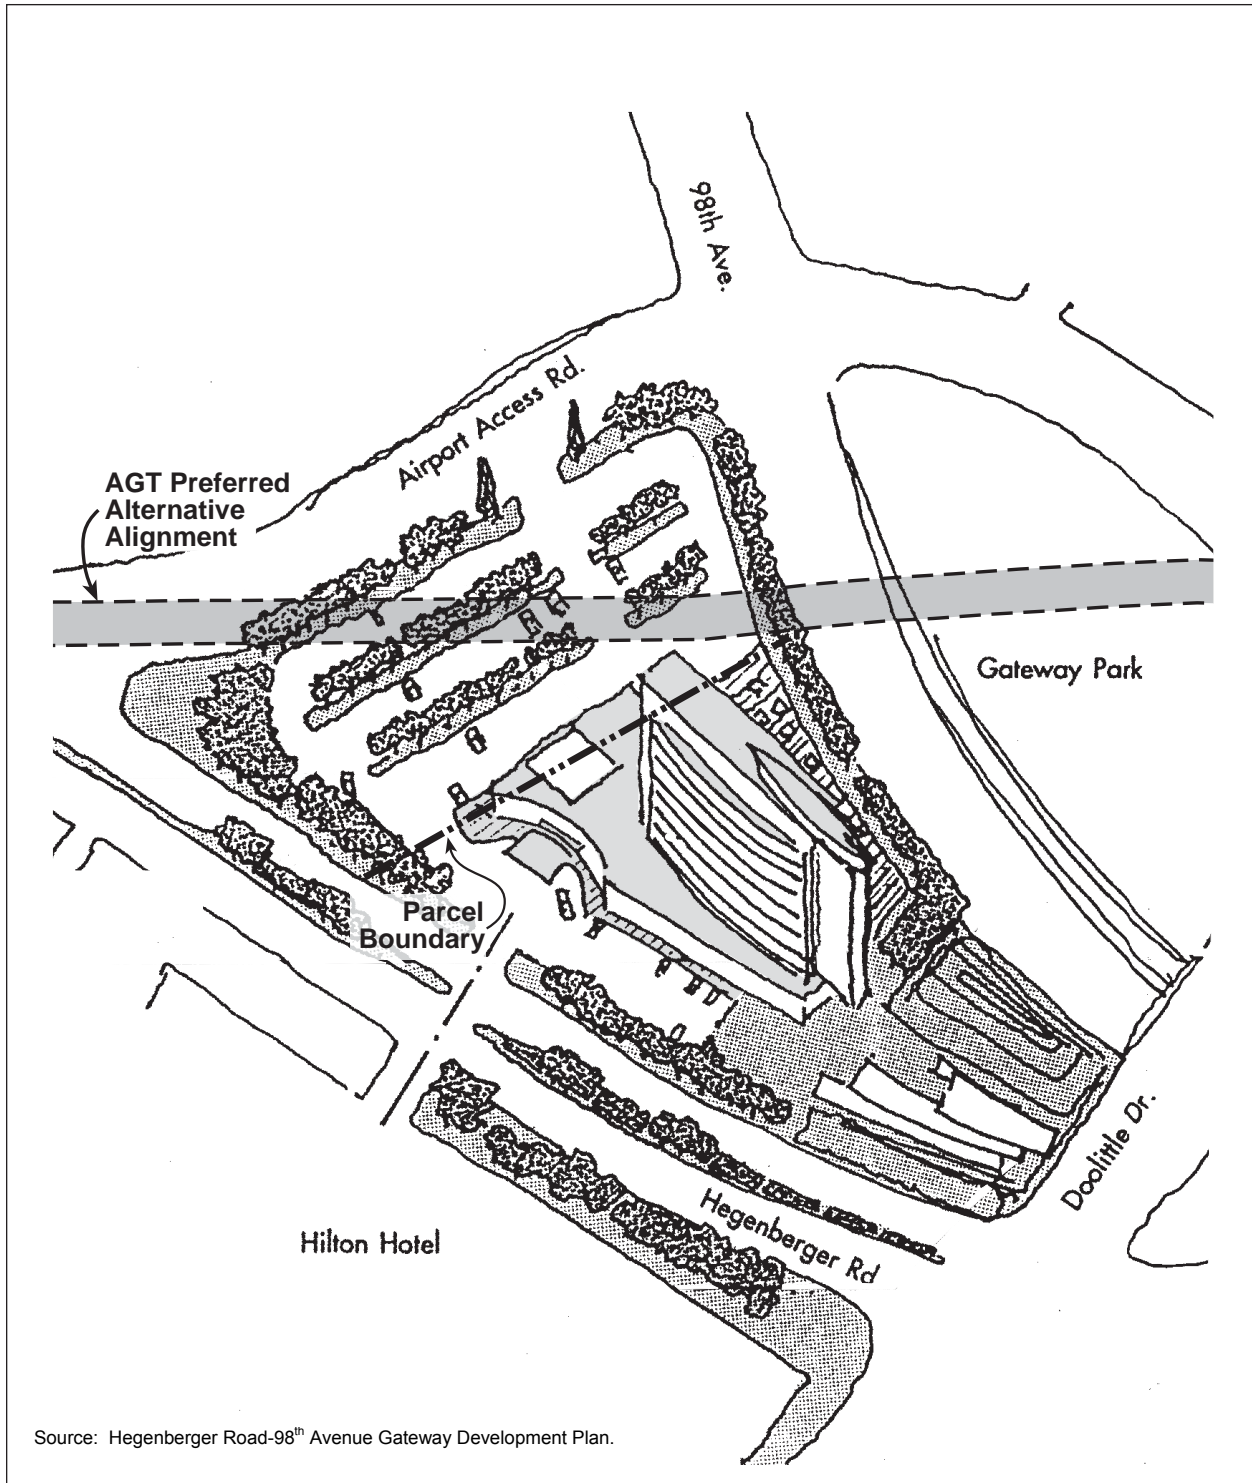 98th Ave.
Airport Access Rd.
AGT Preferred
Alternative
Alignment
Gateway Park
Parcel
Boundary
Doolittle Dr.
Hegenberger Rd
Hilton Hotel
Source: Hegenberger Road-98th Avenue Gateway Development Plan.